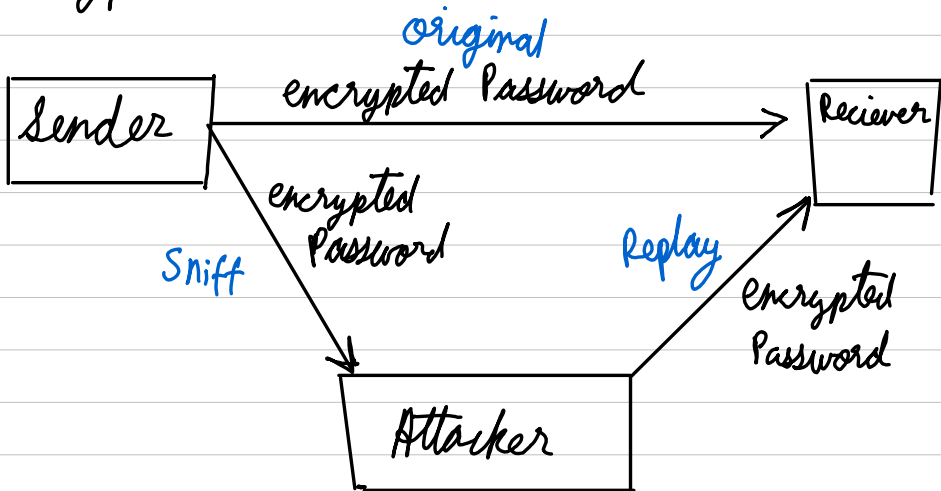 original
encrypted Password
Sender
Reciever
encrypted
Password
Sniff
Replay
encrypted
Password
Attacker